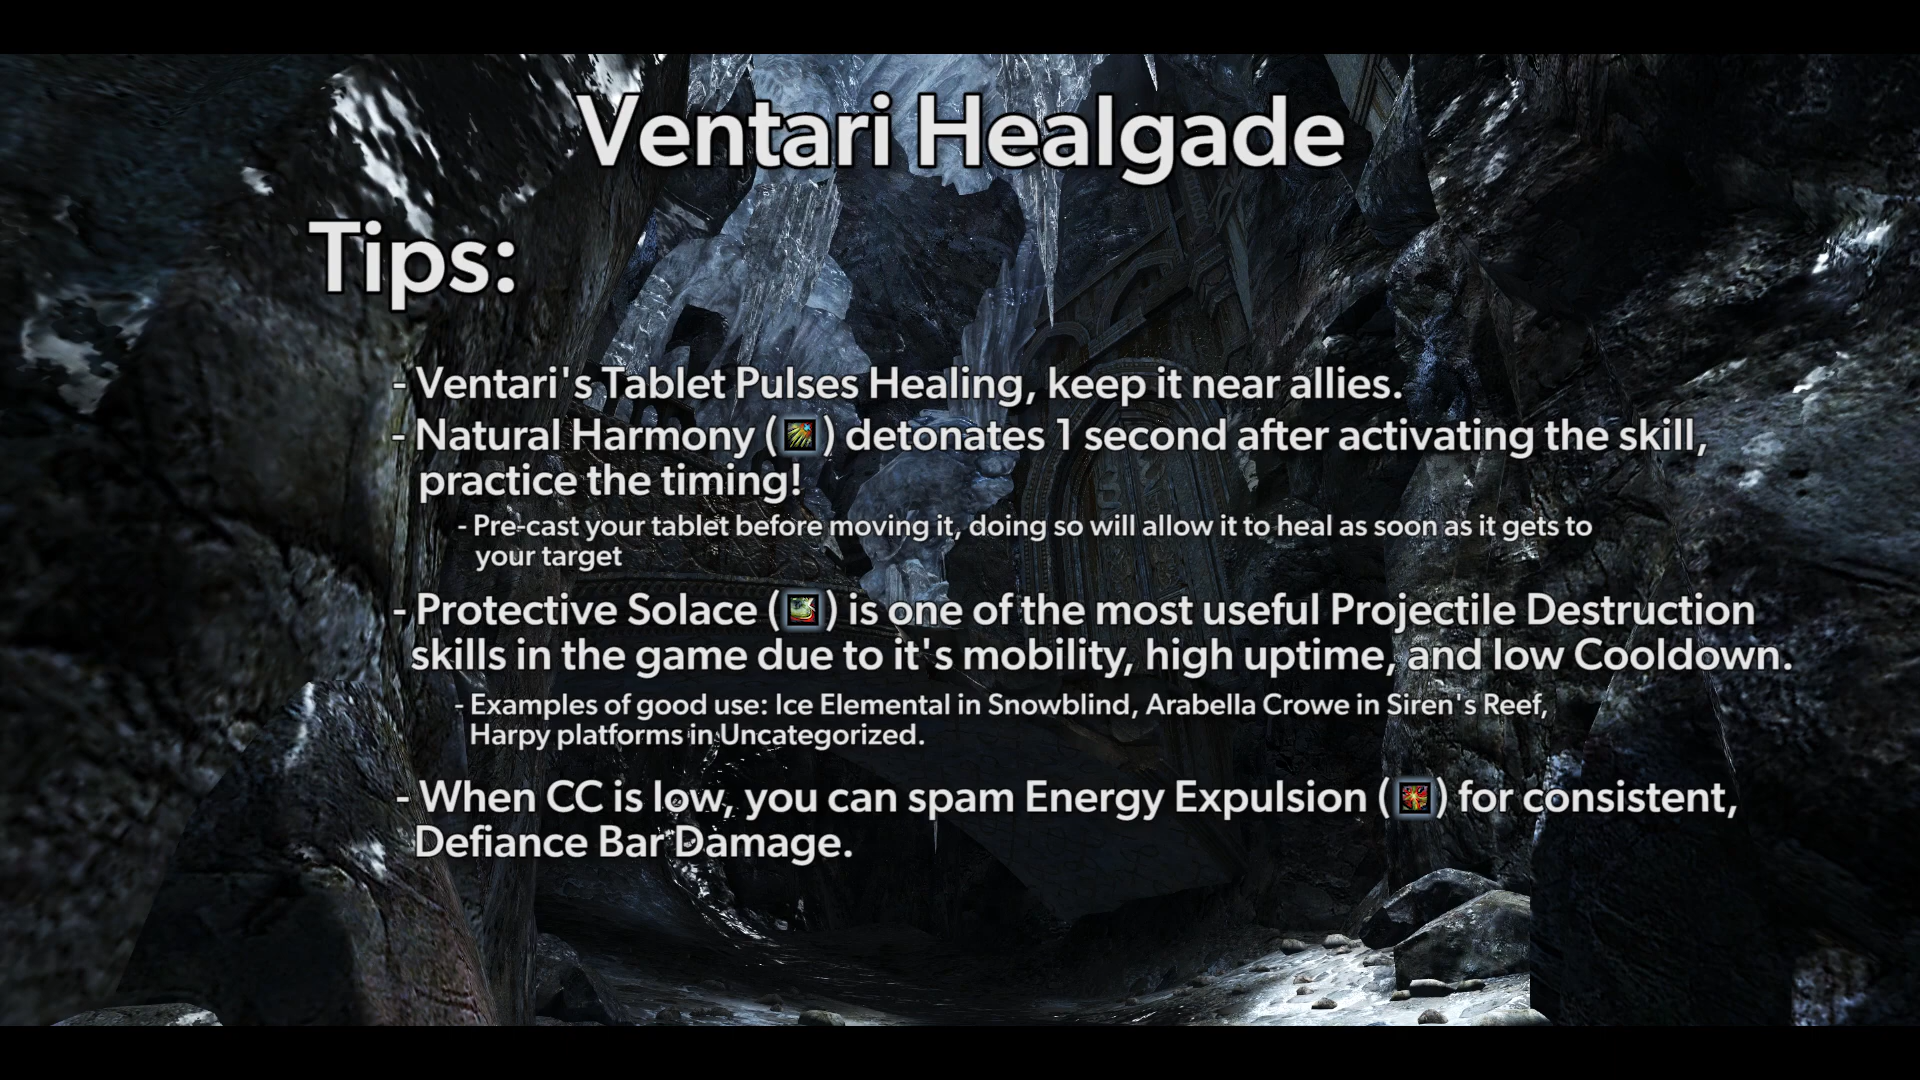 Ventari Healgade
Tips:
- Ventari's Tablet Pulses Healing, keep it near allies.
- Natural Harmony ( ) detonates 1 second after activating the skill,
practice the timing!
- Pre-cast your tablet before moving it, doing so will allow it to heal as soon as it gets to
your target
- Protective Solace ( ) is one of the most useful Projectile Destruction
skills in the game due to it's mobility, high uptime, and low Cooldown.
- Examples of good use: Ice Elemental in Snowblind, Arabella Crowe in Siren's Reef,
Harpy platforms in Uncategorized.
- When CC is low, you can spam Energy Expulsion ( ) for consistent,
Defiance Bar Damage.